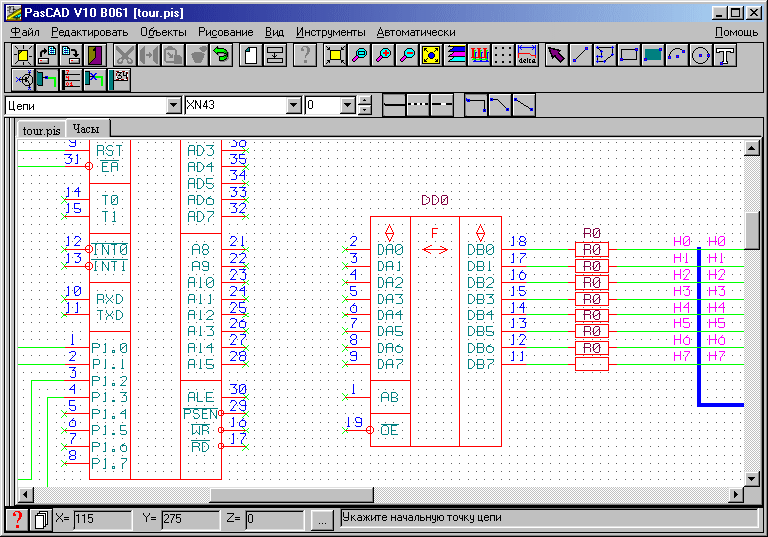 PasCAD V10 B061 [tour.pis]
Файл Редактировать Объекты Рисование Вид Инструменты Автоматически Помощь
delta
Цепи XN43 0
tour.pis Часы
9 RST AD3 36
31 EA AD4 35
AD5 34
14 T0 AD6 33
15 T1 AD7 32
DD0
F
R0
12 INT0 A8 21 2 DA0 < > DB0 18 R0 H0 H0
13 INT1 A9 22 3 DA1 DB1 17 R0 H1 H1
A10 23 4 DA2 DB2 16 R0 H2 H2
10 RXD A11 24 5 DA3 DB3 15 R0 H3 H3
11 TXD A12 25 6 DA4 DB4 14 R0 H4 H4
A13 26 7 DA5 DB5 13 R0 H5 H5
1 P1.0 A14 27 8 DA6 DB6 12 R0 H6 H6
2 P1.1 A15 28 9 DA7 DB7 11 H7 H7
3 P1.2
4 P1.3 ALE 30 1 AB
5 P1.4 PSEN 29
6 P1.5 WR 16 19 OE
7 P1.6 RD 17
8 P1.7
? X= 115 Y= 275 Z= 0 ... Укажите начальную точку цепи